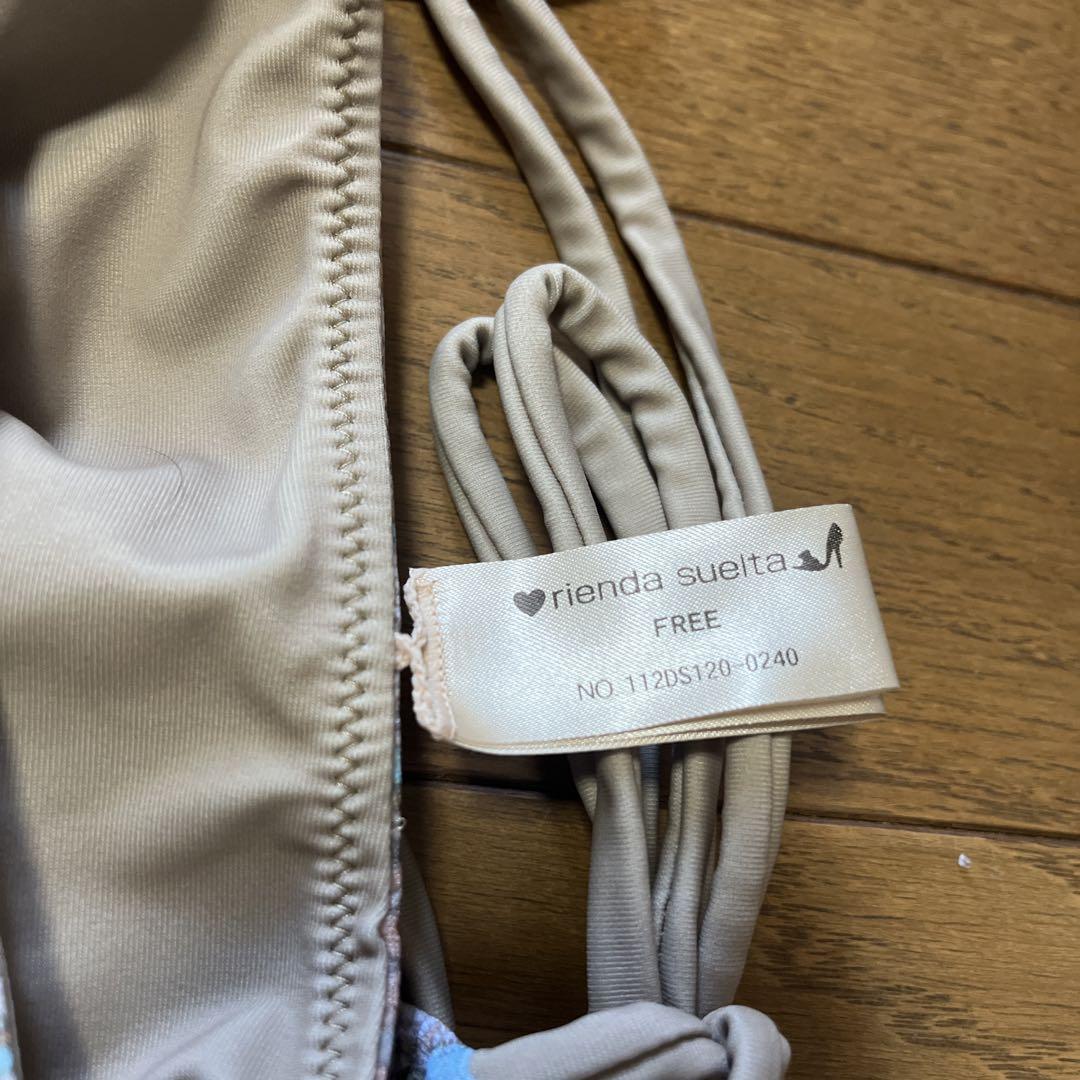 rienda suelta
FREE
NO. 112DS120-0240